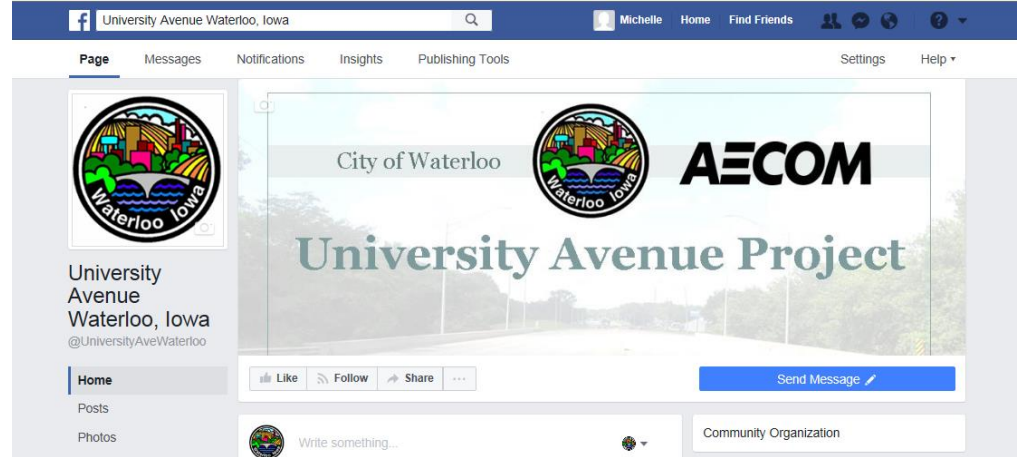 University Avenue Waterloo, Iowa
Michelle Home Find Friends
Page Messages Notifications Insights Publishing Tools Settings Help
Waterloo Iowa
City of Waterloo
Waterloo Iowa
AECOM
University Avenue Project
University
Avenue
Waterloo, Iowa
@UniversityAveWaterloo
Like Follow Share ...
Send Message
Home
Posts
Photos
Write something...
Community Organization